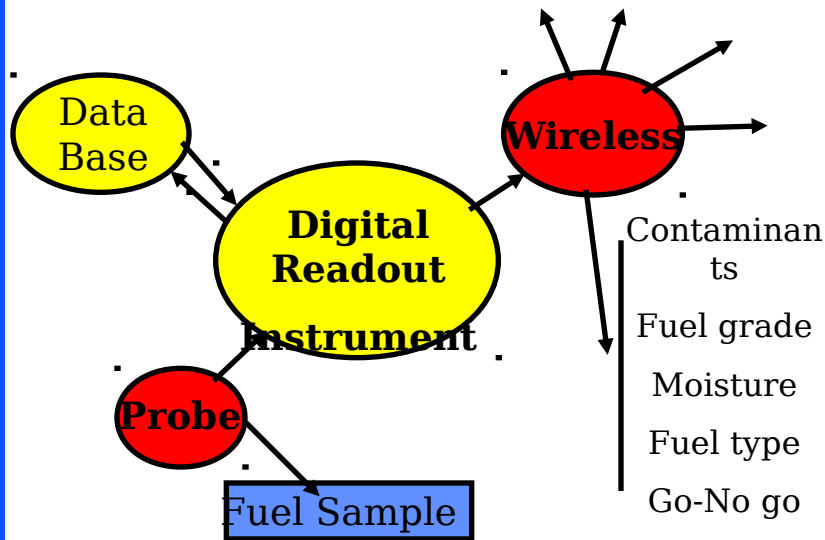 Data
Base
Wireless
Digital
Readout
Instrument
Contaminan
ts
Fuel grade
Moisture
Fuel type
Go-No go
Probe
Fuel Sample